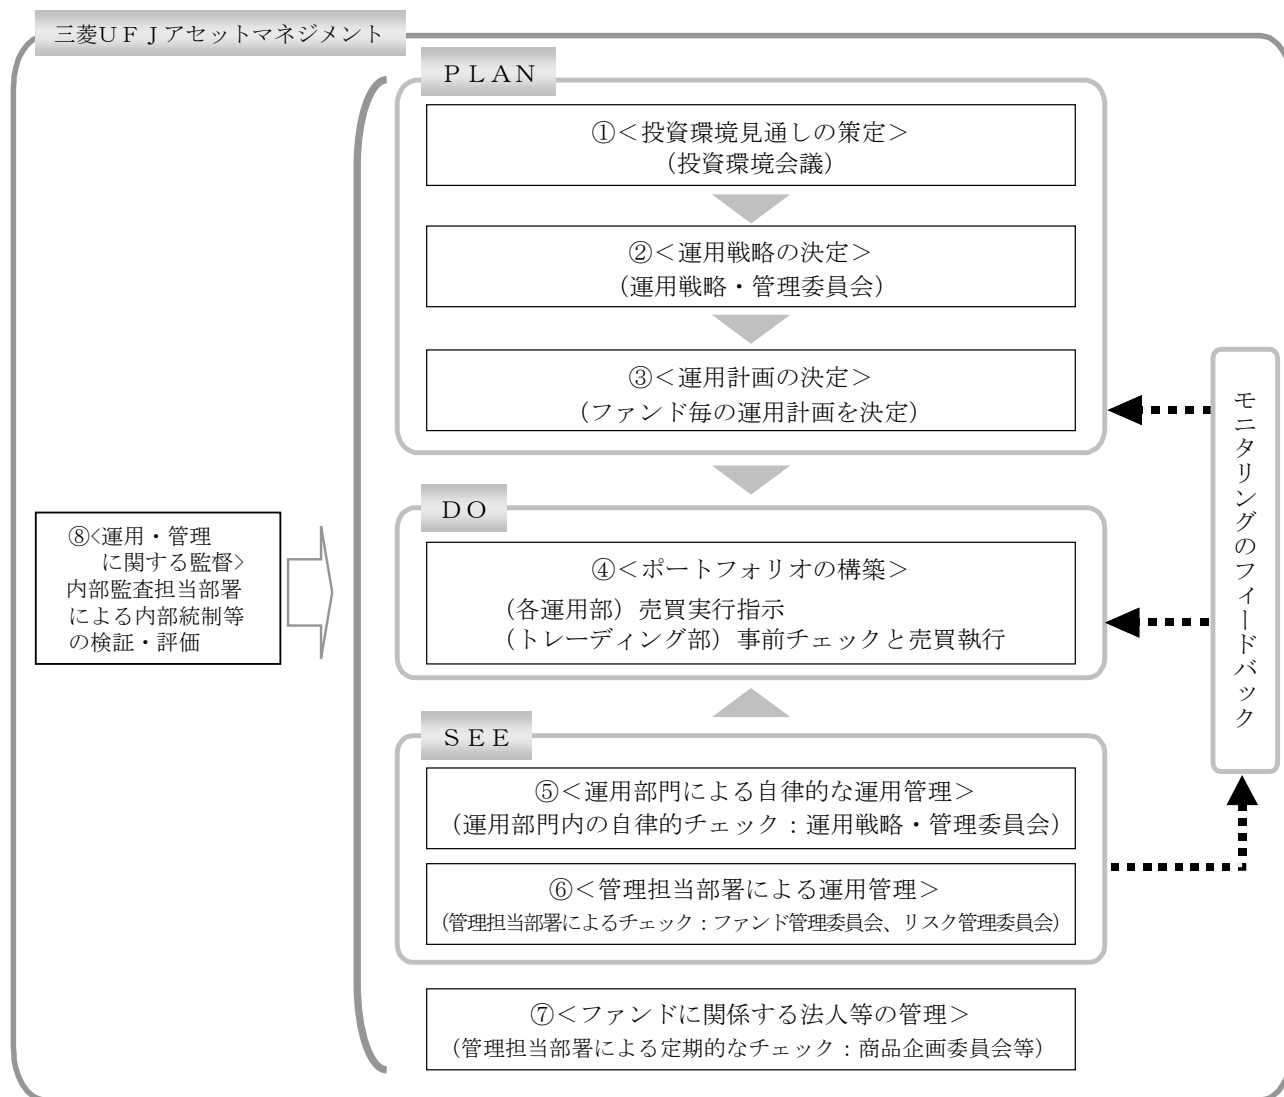 三菱ＵＦＪアセットマネジメント
ＰＬＡＮ
①＜投資環境見通しの策定＞
（投資環境会議）
②＜運用戦略の決定＞
（運用戦略・管理委員会）
③＜運用計画の決定＞
（ファンド毎の運用計画を決定）
ＤＯ
④＜ポートフォリオの構築＞
（各運用部）売買実行指示
（トレーディング部）事前チェックと売買執行
ＳＥＥ
⑤＜運用部門による自律的な運用管理＞
（運用部門内の自律的チェック：運用戦略・管理委員会）
⑥＜管理担当部署による運用管理＞
（管理担当部署によるチェック：ファンド管理委員会、リスク管理委員会）
⑦＜ファンドに関係する法人等の管理＞
（管理担当部署による定期的なチェック：商品企画委員会等）
⑧<運用・管理
に関する監督>
内部監査担当部署
による内部統制等
の検証・評価
モニタリングのフィードバック